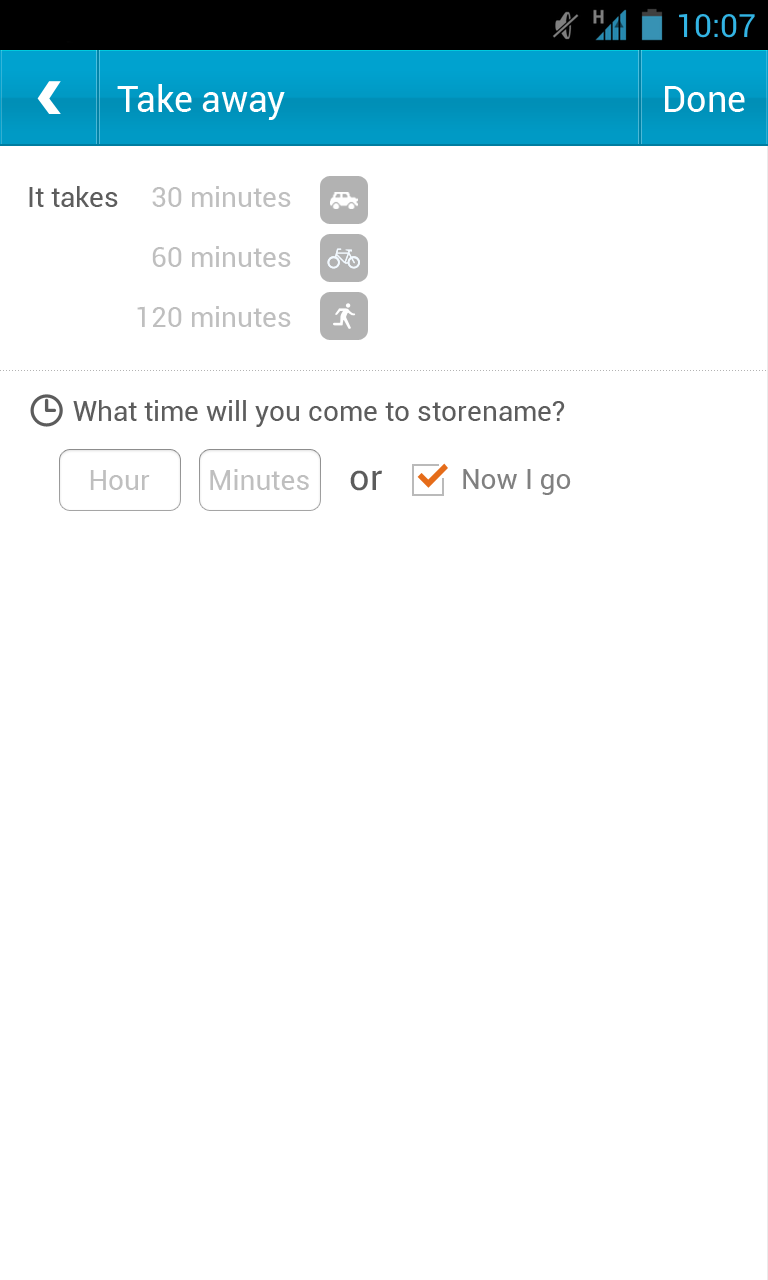 H 10:07
Take away Done
It takes 30 minutes
60 minutes
120 minutes
What time will you come to storename?
Hour Minutes or Now I go